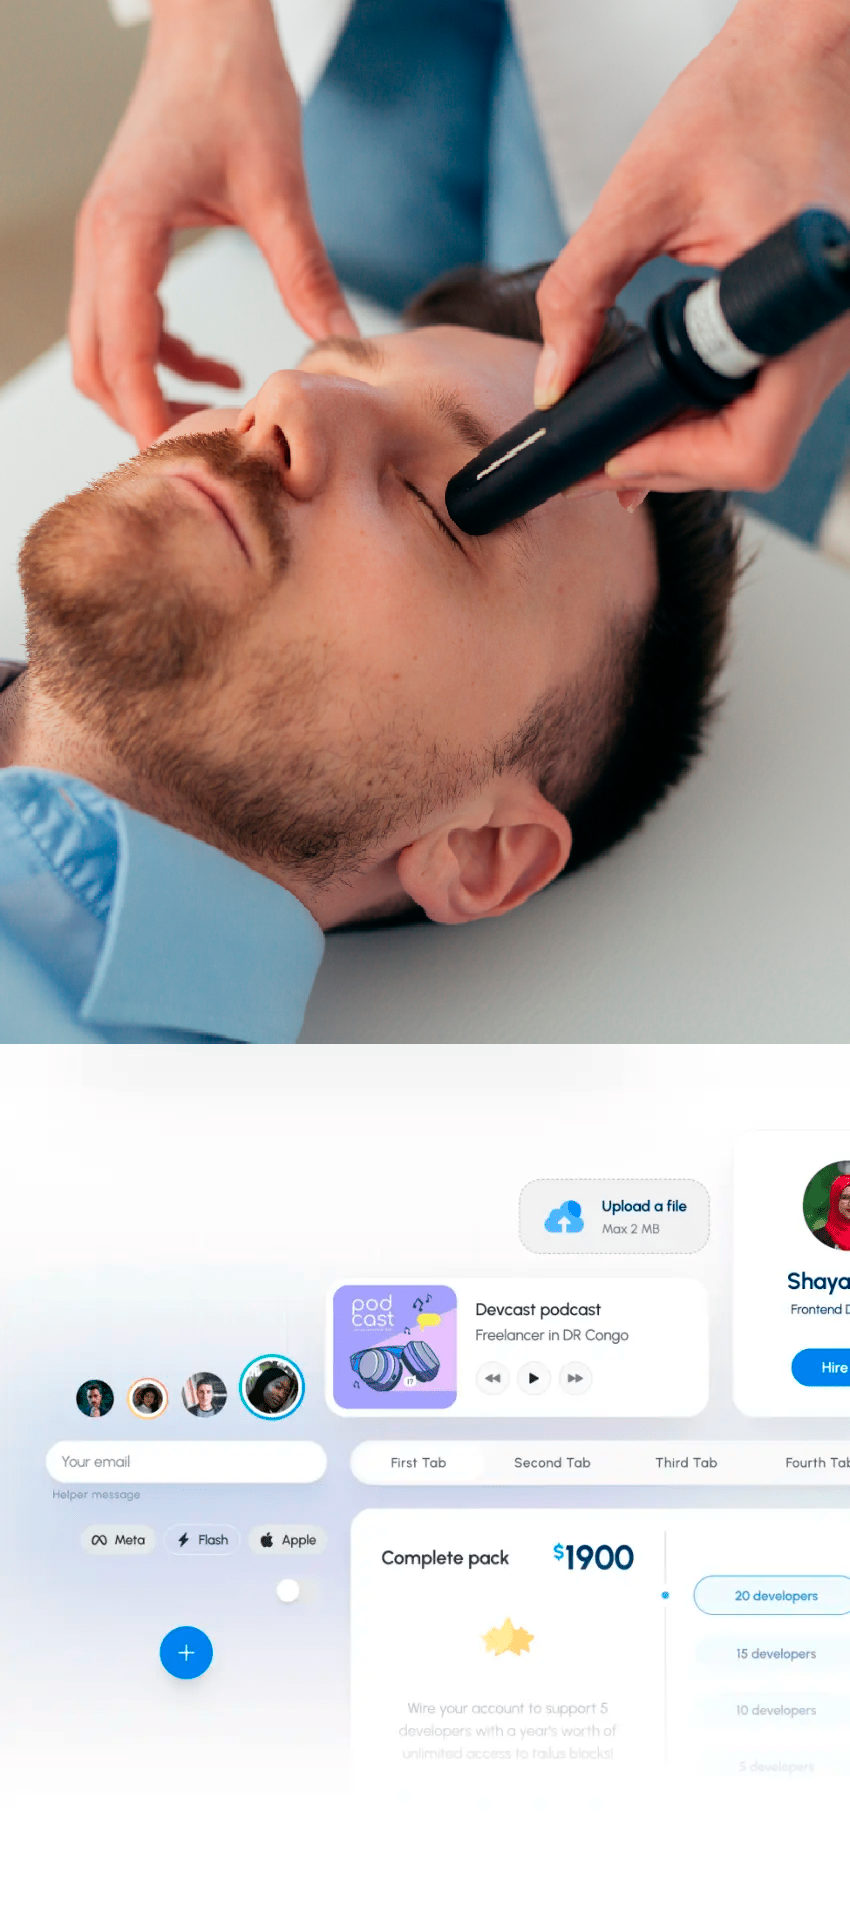 Upload a file
Max 2 MB
Shaya
Frontend D
Hire
pod
cast
Devcast podcast
Freelancer in DR Congo
17
Your email
Helper message
First Tab
Second Tab
Third Tab
Fourth Tab
Meta
Flash
Apple
Complete pack
$1900
20 developers
15 developers
10 developers
5 developers
Wire your account to support 5
developers with a year's worth of
unlimited access to tailus blocks!